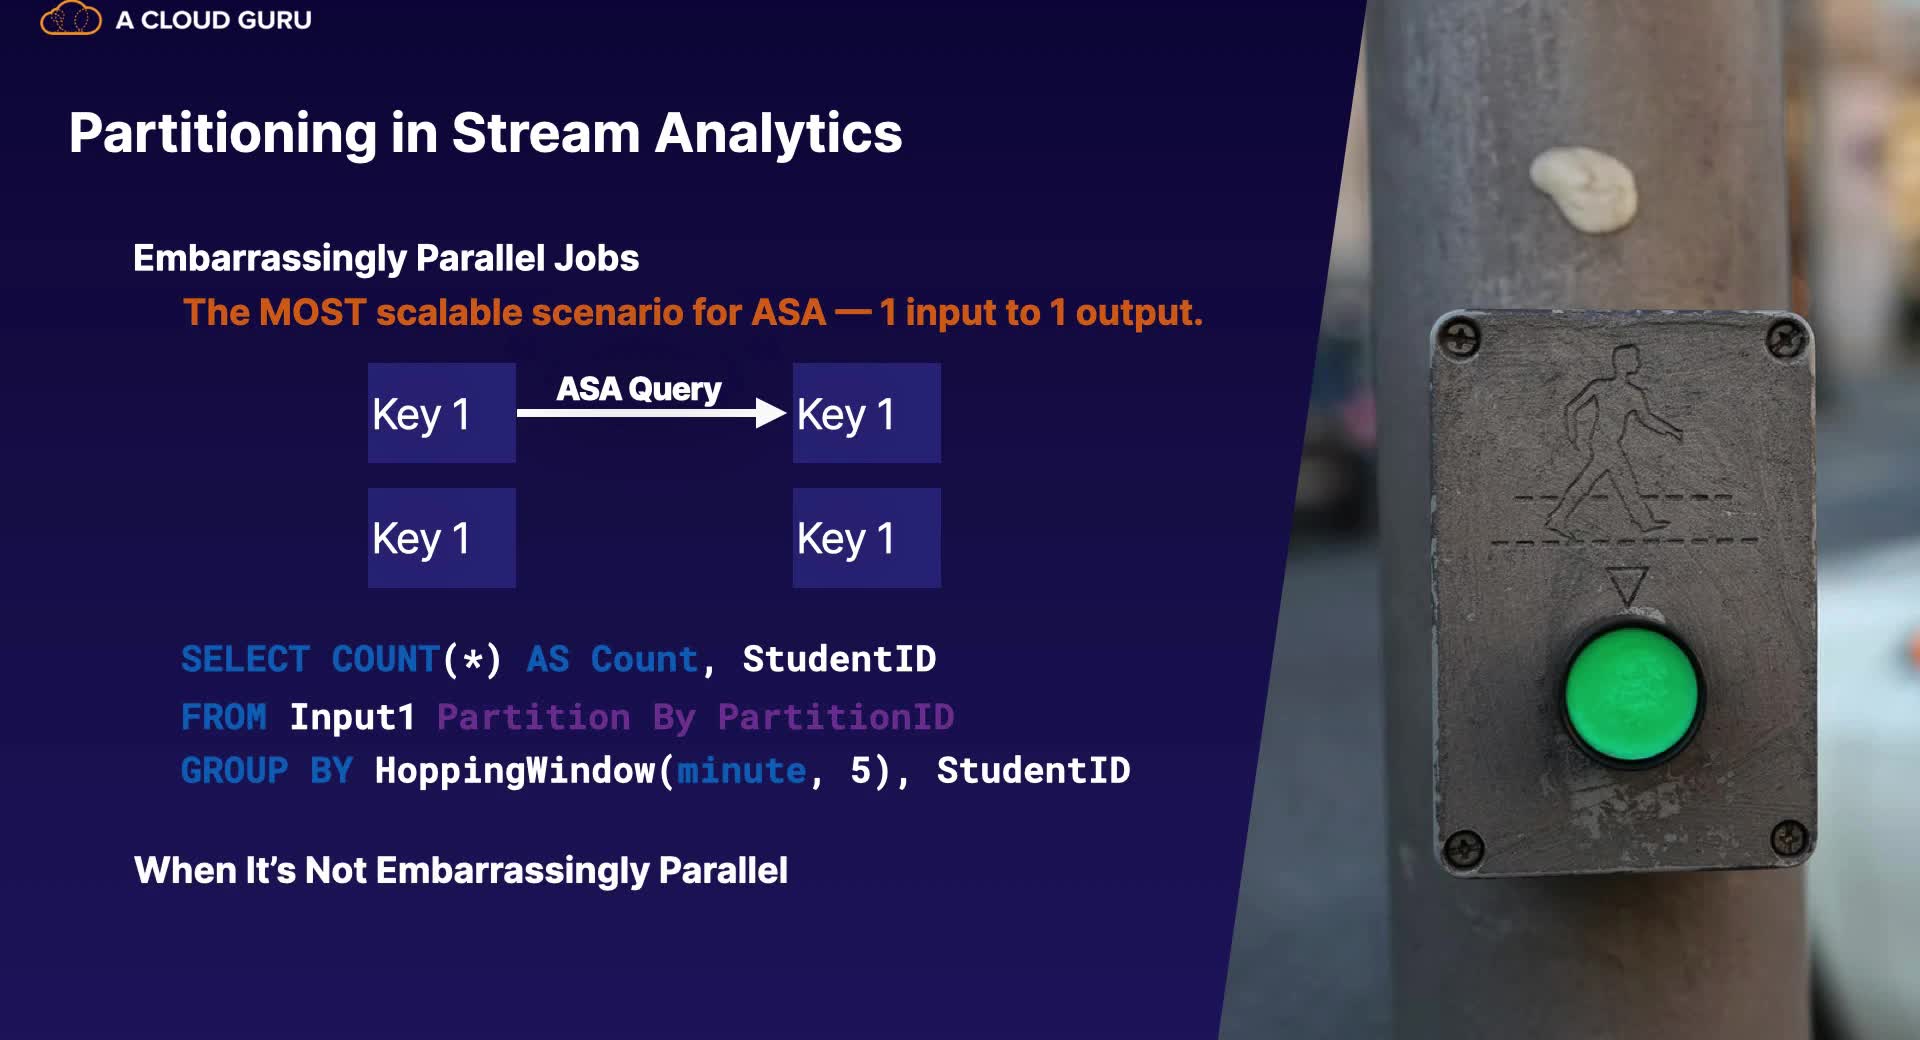 A CLOUD GURU
Partitioning in Stream Analytics
Embarrassingly Parallel Jobs
The MOST scalable scenario for ASA — 1 input to 1 output.
Key 1
ASA Query
Key 1
Key 1
Key 1
SELECT COUNT(*) AS Count, StudentID
FROM Input1 Partition By PartitionID
GROUP BY HoppingWindow(minute, 5), StudentID
When It’s Not Embarrassingly Parallel